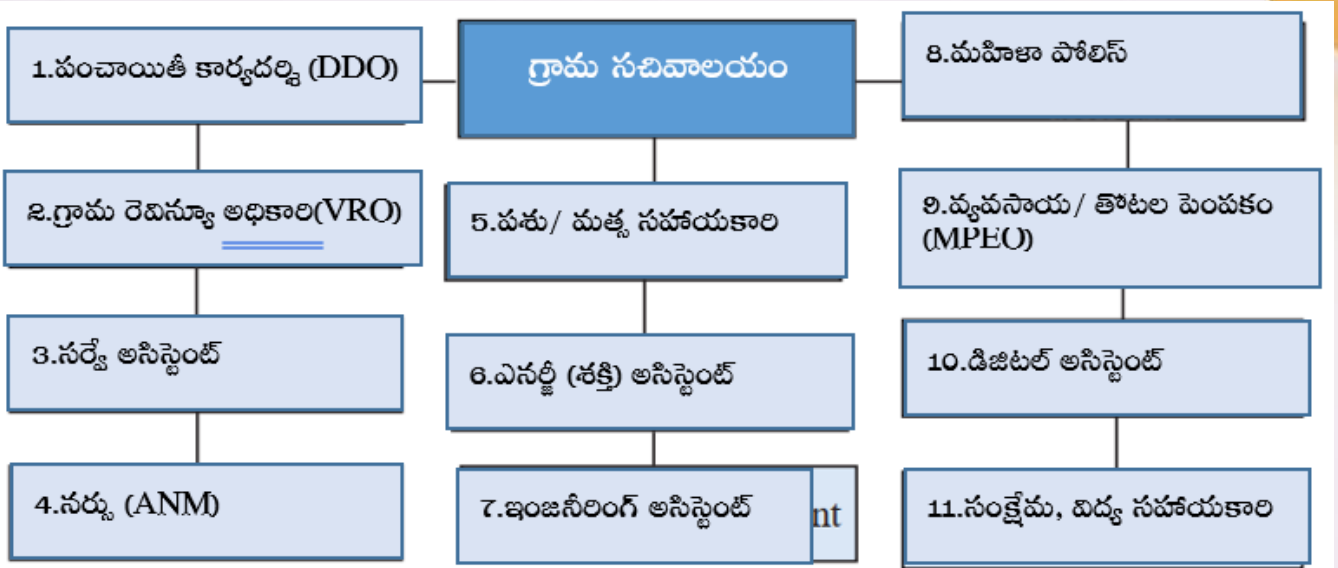 గ్రామ సచివాలయం
1.పంచాయితీ కార్యదర్శి (DDO)
2.గ్రామ రెవిన్యూ అధికారి(VRO)
3.సర్వే అసిస్టెంట్
4.నర్సు (ANM)
5.పశు/ మత్స సహాయకారి
6.ఎనర్జీ (శక్తి) అసిస్టెంట్
7.ఇంజనీరింగ్ అసిస్టెంట్
nt
8.మహిళా పోలిస్
9.వ్యవసాయ/ తోటల పెంపకం
(MPEO)
10.డిజిటల్ అసిస్టెంట్
11.సంక్షేమ, విద్య సహాయకారి